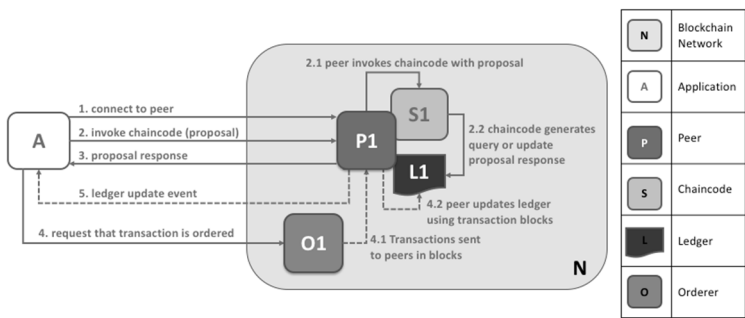 2.1 peer invokes chaincode with proposal
1. connect to peer
A
2. invoke chaincode (proposal)
3. proposal response
P1
S1
2.2 chaincode generates
query or update
proposal response
L1
5. ledger update event
4.2 peer updates ledger
using transaction blocks
4. request that transaction is ordered
O1
4.1 Transactions sent
to peers in blocks
N
N Blockchain
Network
A Application
P Peer
S Chaincode
L Ledger
O Orderer